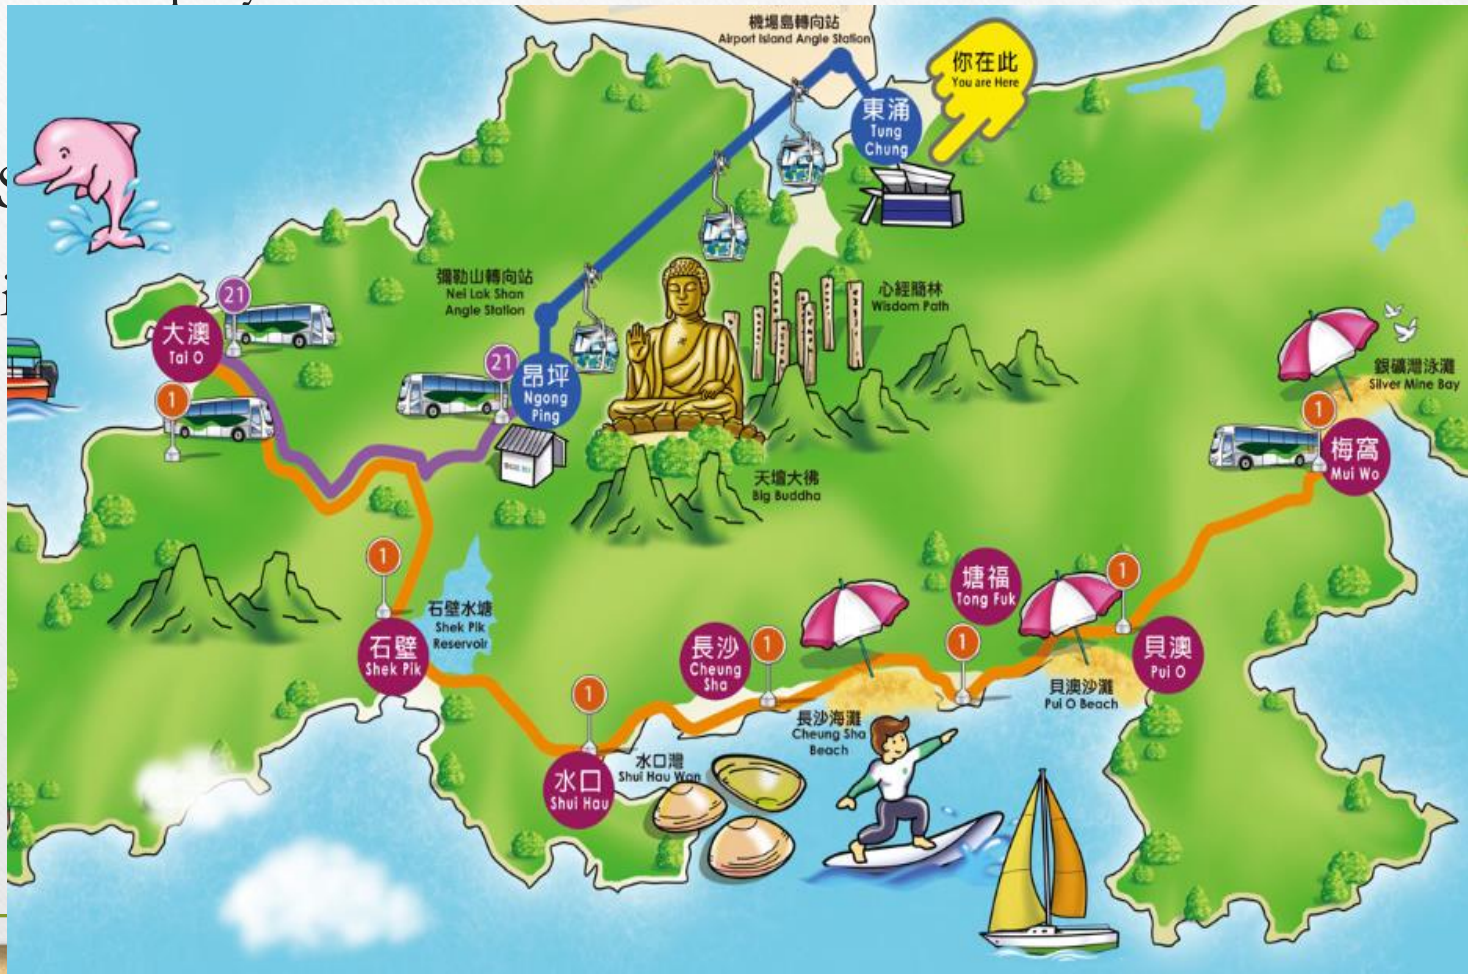 機場島轉向站
Airport Island Angle Station
你在此
You are Here
東涌
Tung
Chung
彌勒山轉向站
Nei Lak Shan
Angle Station
心經簡林
Wisdom Path
21
大澳
Tai O
1
21
昂坪
Ngong
Ping
天壇大佛
Big Buddha
銀礦灣泳灘
Silver Mine Bay
1
梅窩
Mui Wo
1
石壁
Shek Pik
石壁水塘
Shek Pik
Reservoir
1
水口
Shui Hau
水口灣
Shui Hau Wan
長沙
Cheung
Sha
1
長沙海灘
Cheung Sha
Beach
塘福
Tong Fuk
1
1
貝澳
Pui O
貝澳沙灘
Pui O Beach